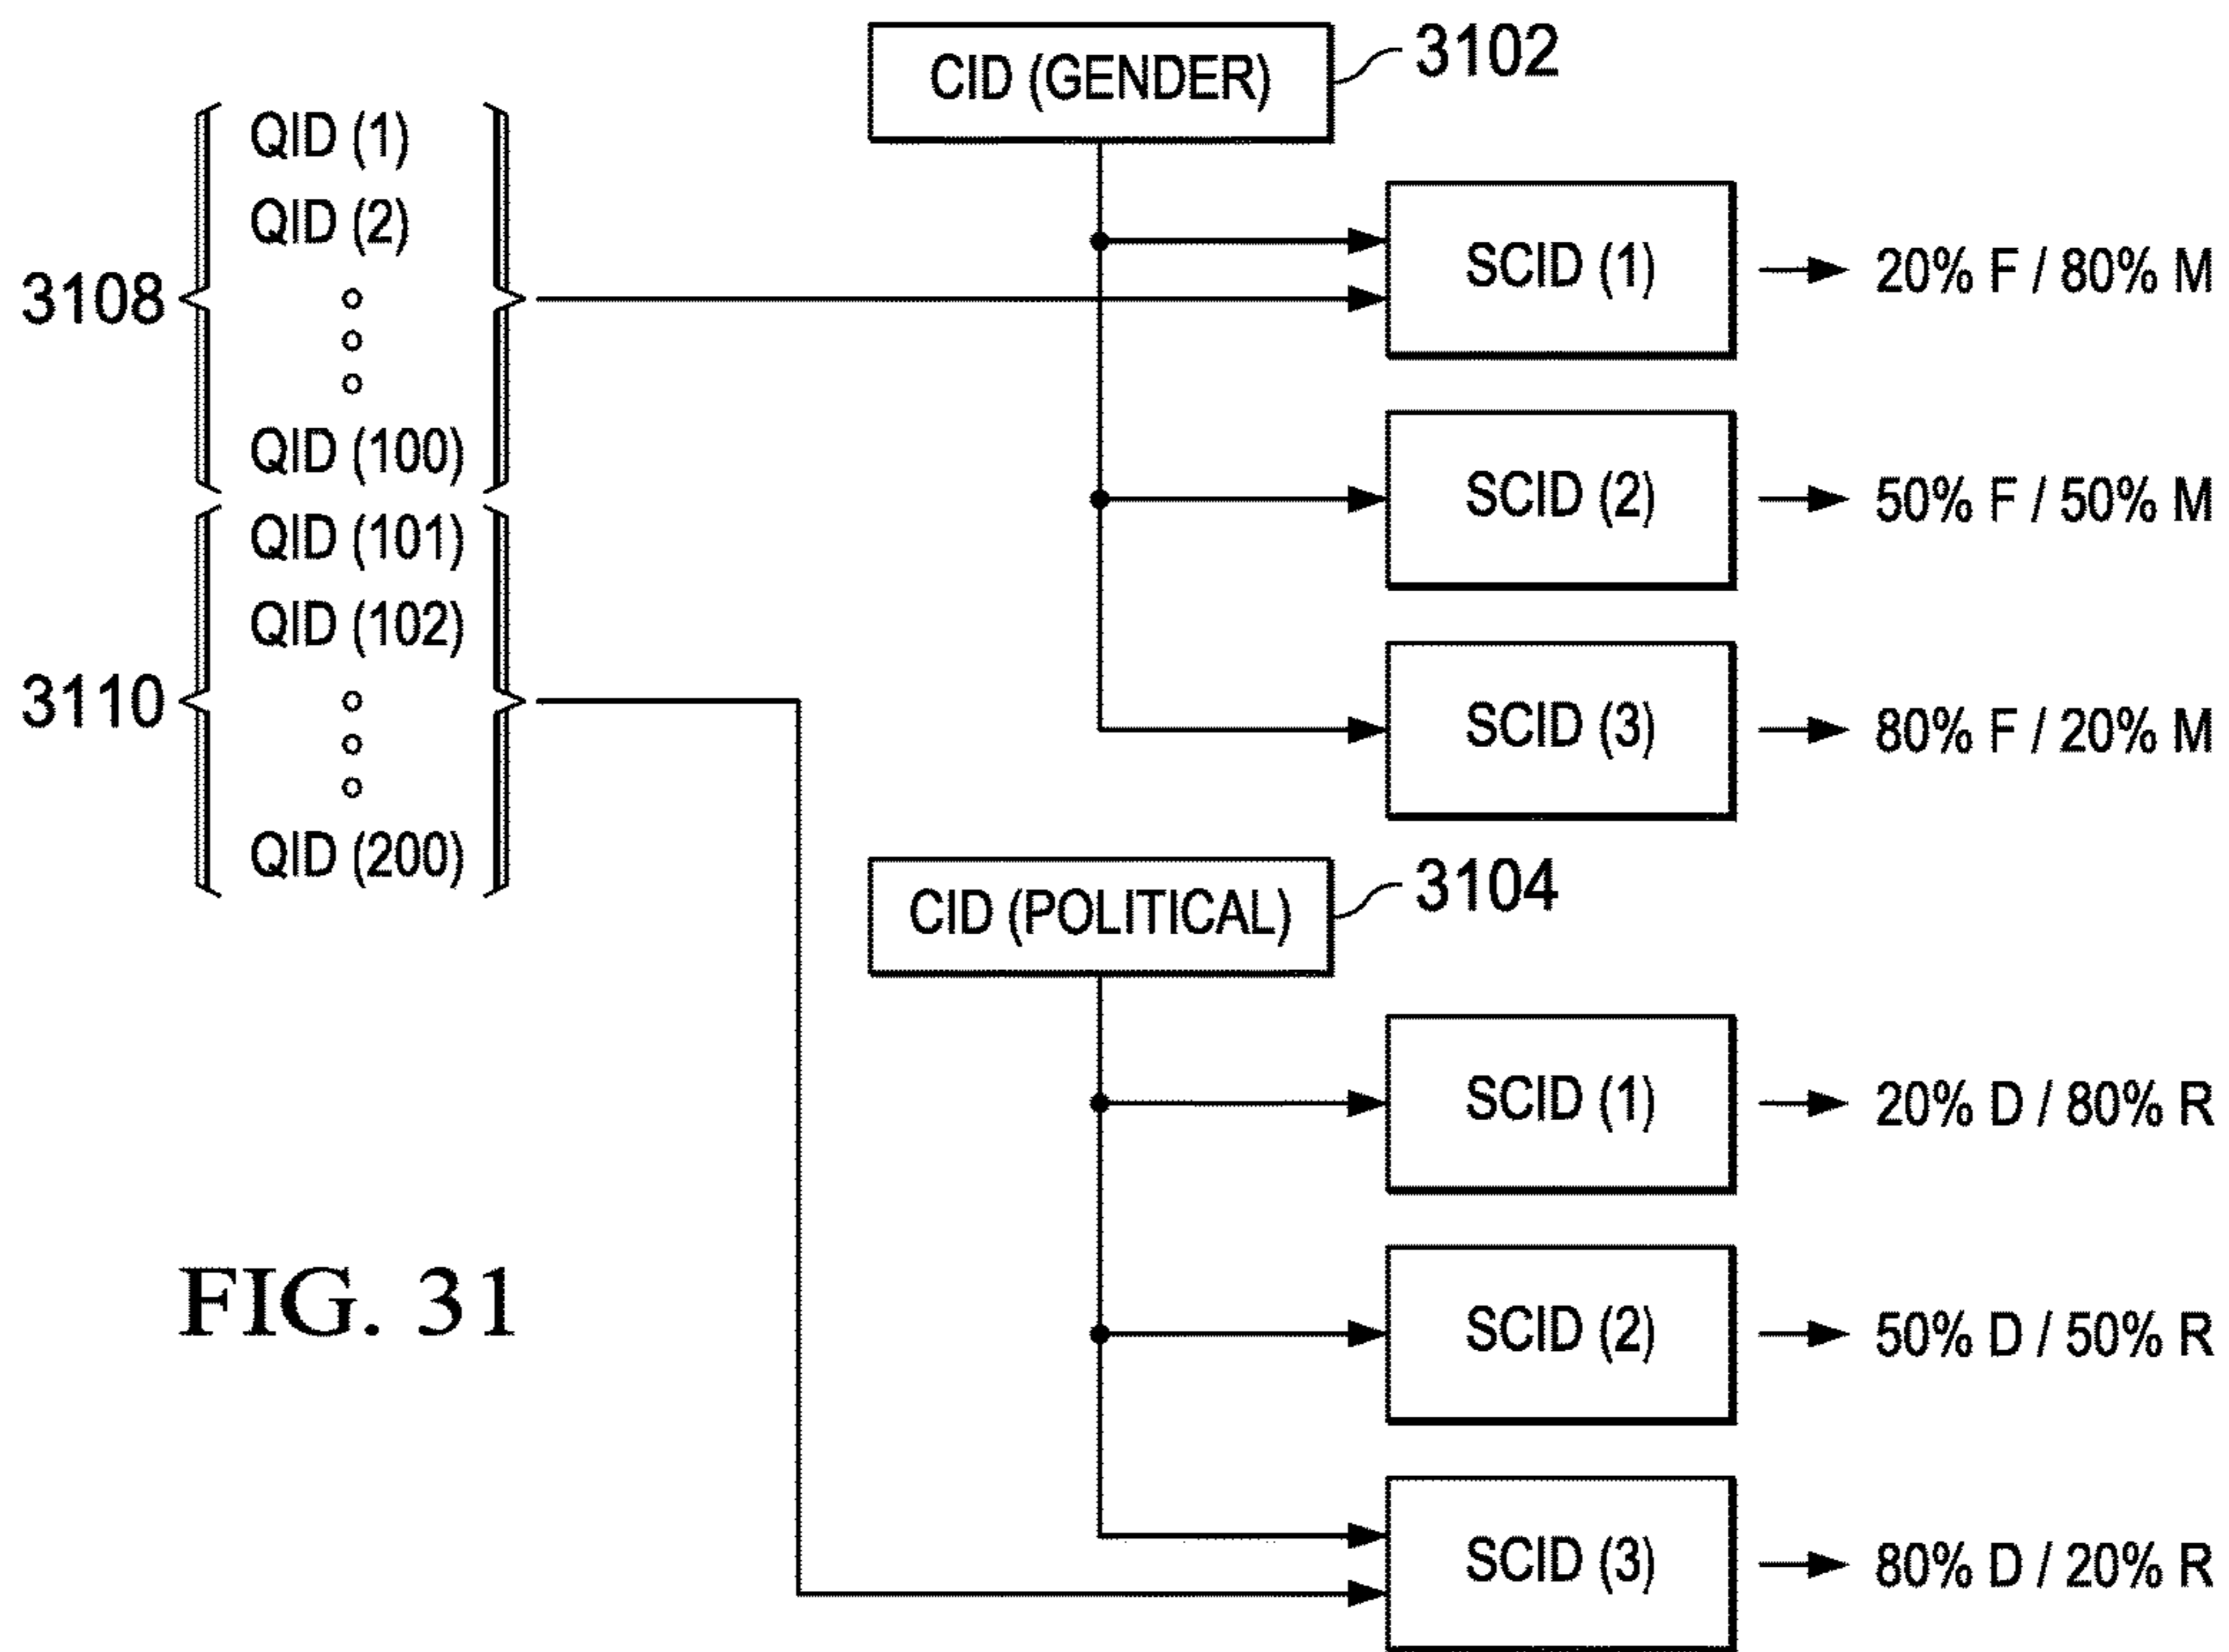 CID (GENDER)
3102
QID (1)
QID (2)
3108
QID (100)
SCID (1)
20% F / 80% M
SCID (2)
50% F / 50% M
QID (101)
QID (102)
3110
QID (200)
SCID (3)
80% F / 20% M
CID (POLITICAL)
3104
SCID (1)
20% D / 80% R
SCID (2)
50% D / 50% R
SCID (3)
80% D / 20% R
FIG. 31